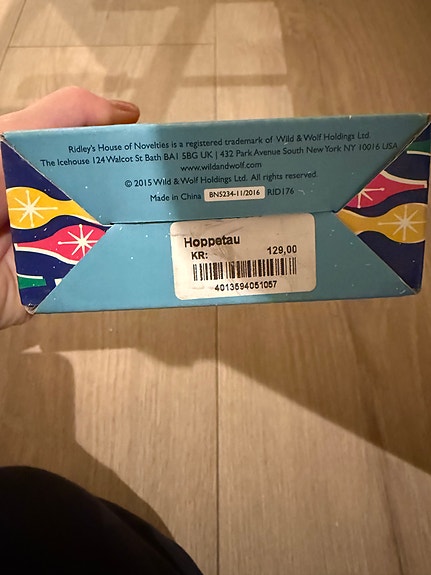 Ridley's House of Novelties is a registered trademark of Wild & Wolf Holdings Ltd
The Icehouse 124 Walcot St Bath BA1 5BG UK | 432 Park Avenue South New York NY 10016 USA
www.wildandwolf.com
© 2015 Wild & Wolf Holdings Ltd. All rights reserved.
Made in China BN5234-11/2016 RID176
Hoppetau
KR: 129,00
4013594051057